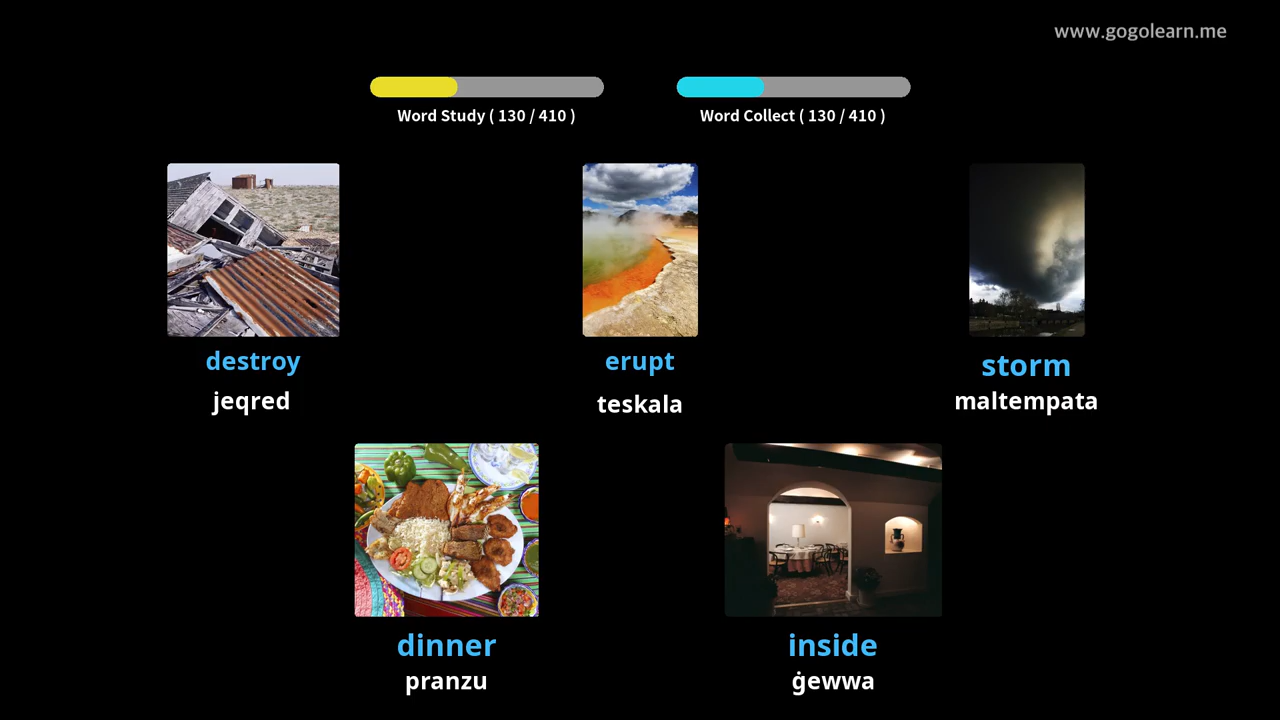 www.gogolearn.me
Word Study ( 130 / 410 )
Word Collect ( 130 / 410 )
destroy
jeqred
erupt
teskala
storm
maltempata
dinner
pranzu
inside
ġewwa